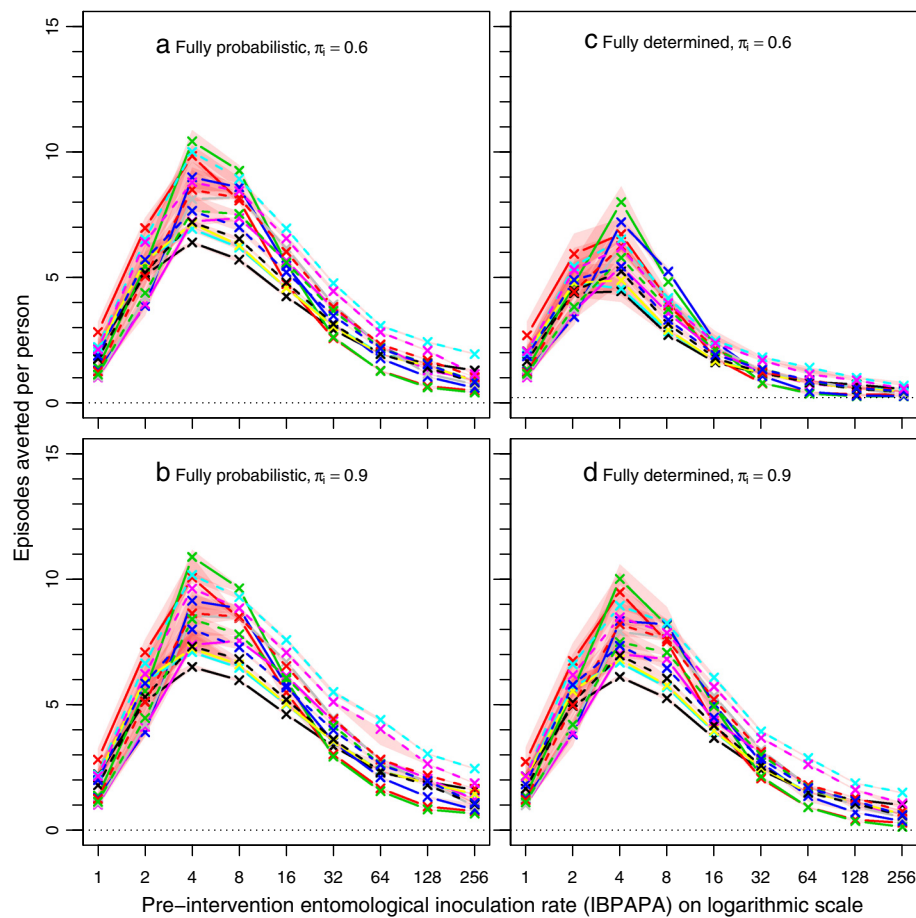 a Fully probabilistic, πi = 0.6
c Fully determined, πi = 0.6
15
10
5
0
b Fully probabilistic, πi = 0.9
d Fully determined, πi = 0.9
15
10
5
0
Episodes averted per person
1 2 4 8 16 32 64 128 256
1 2 4 8 16 32 64 128 256
Pre−intervention entomological inoculation rate (IBPAPA) on logarithmic scale